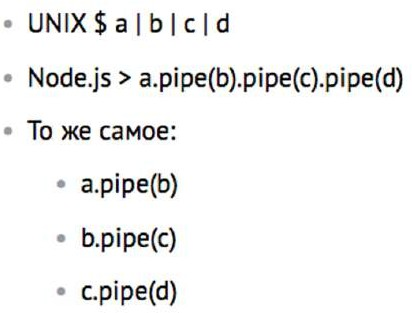 UNIX $ a | b | c | d
Node.js > a.pipe(b).pipe(c).pipe(d)
То же самое:
a.pipe(b)
b.pipe(c)
c.pipe(d)